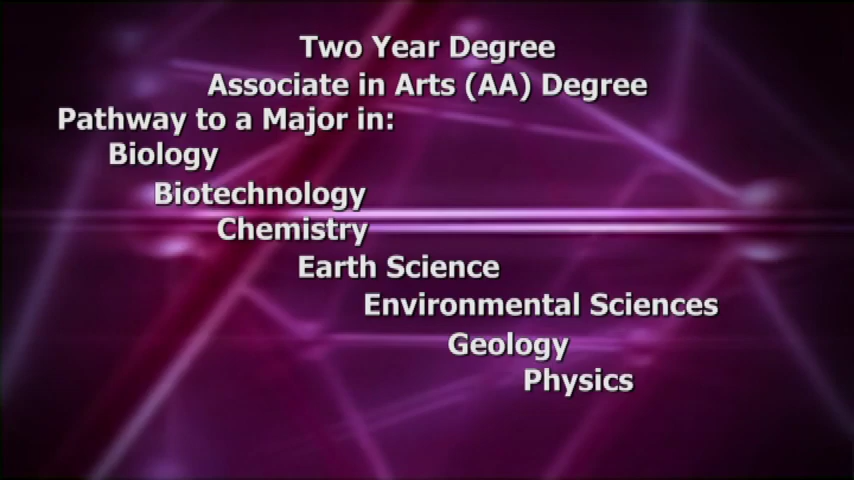 Two Year Degree
Associate in Arts (AA) Degree
Pathway to a Major in:
Biology
Biotechnology
Chemistry
Earth Science
Environmental Sciences
Geology
Physics